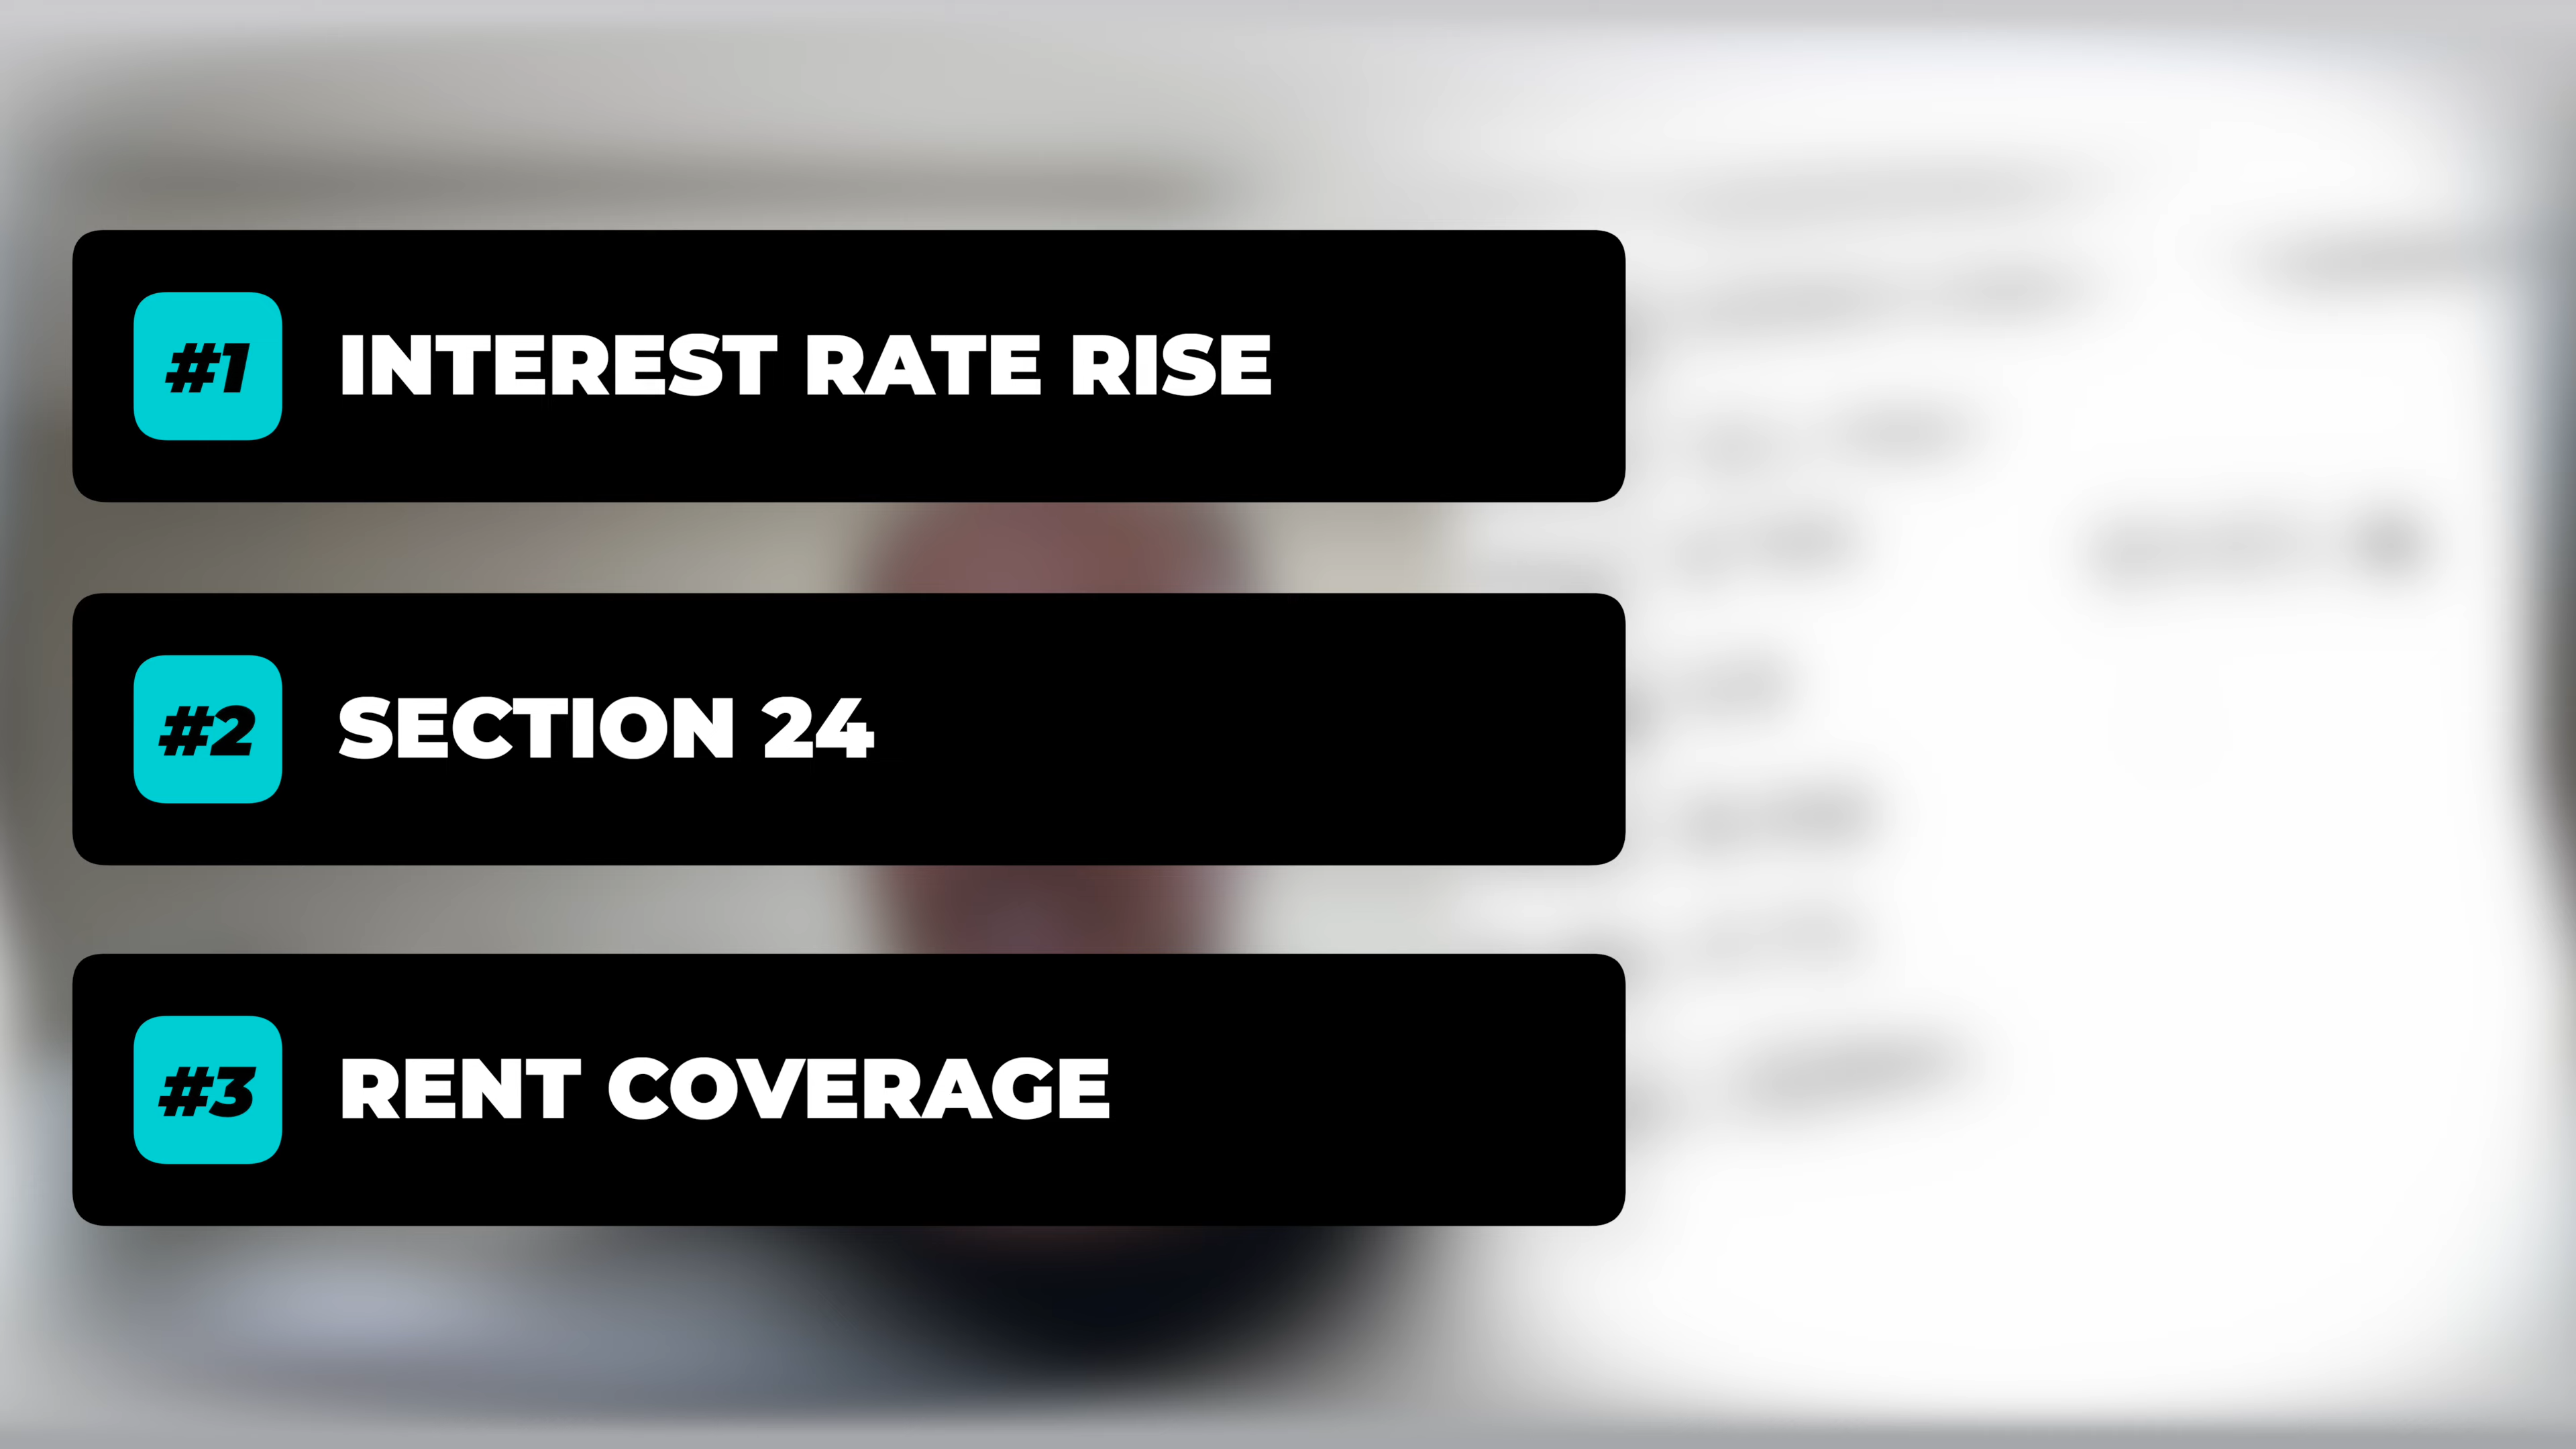 #1 INTEREST RATE RISE
#2 SECTION 24
#3 RENT COVERAGE